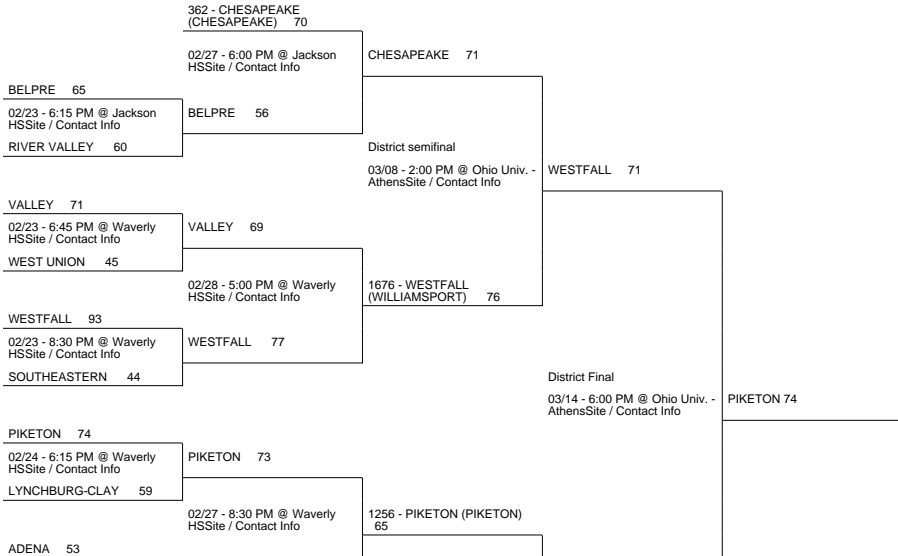 362 - CHESAPEAKE
(CHESAPEAKE) 70
02/27 - 6:00 PM @ Jackson
HSSite / Contact Info
CHESAPEAKE 71
BELPRE 65
02/23 - 6:15 PM @ Jackson
HSSite / Contact Info
BELPRE 56
RIVER VALLEY 60
District semifinal
03/08 - 2:00 PM @ Ohio Univ. -
AthensSite / Contact Info
WESTFALL 71
VALLEY 71
02/23 - 6:45 PM @ Waverly
HSSite / Contact Info
VALLEY 69
WEST UNION 45
02/28 - 5:00 PM @ Waverly
HSSite / Contact Info
1676 - WESTFALL
(WILLIAMSPORT) 76
WESTFALL 93
02/23 - 8:30 PM @ Waverly
HSSite / Contact Info
WESTFALL 77
SOUTHEASTERN 44
District Final
03/14 - 6:00 PM @ Ohio Univ. -
AthensSite / Contact Info
PIKETON 74
PIKETON 74
02/24 - 6:15 PM @ Waverly
HSSite / Contact Info
PIKETON 73
LYNCHBURG-CLAY 59
02/27 - 8:30 PM @ Waverly
HSSite / Contact Info
1256 - PIKETON (PIKETON)
65
ADENA 53